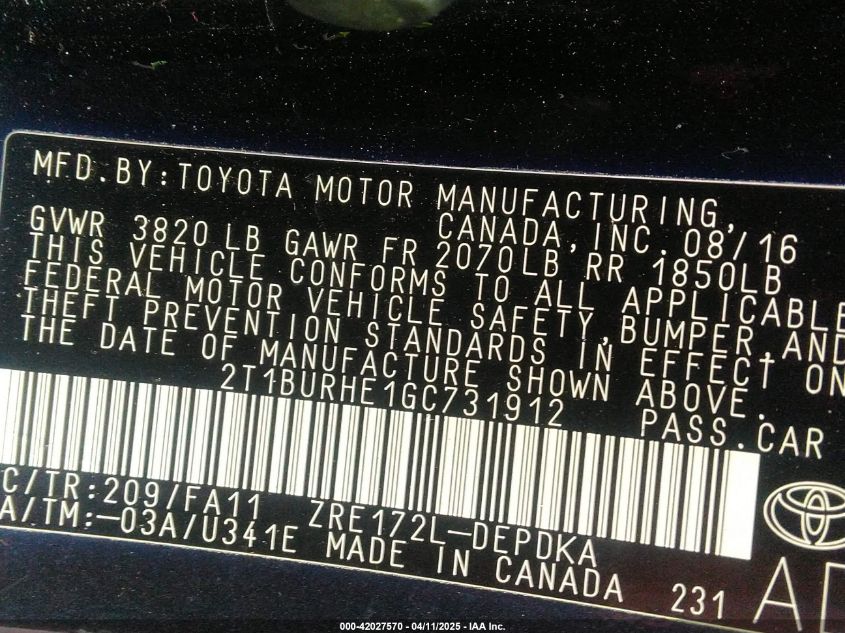 MFD.BY:TOYOTA MOTOR MANUFACTURING,
CANADA,INC.08/16
GVWR 3820LB GAWR FR 2070LB RR 1850LB
THIS VEHICLE CONFORMS TO ALL APPLICABLE
FEDERAL MOTOR VEHICLE SAFETY,BUMPER,AND
THEFT PREVENTION STANDARDS IN EFFECT ON
THE DATE OF MANUFACTURE SHOWN ABOVE.
2T1BURHE1GC731912 PASS.CAR
C/TR:209/FA11 ZRE172L-DEPDKA
A/TM:-03A/U341E MADE IN CANADA 231
000-42027570 - 04/11/2025 - IAA Inc.